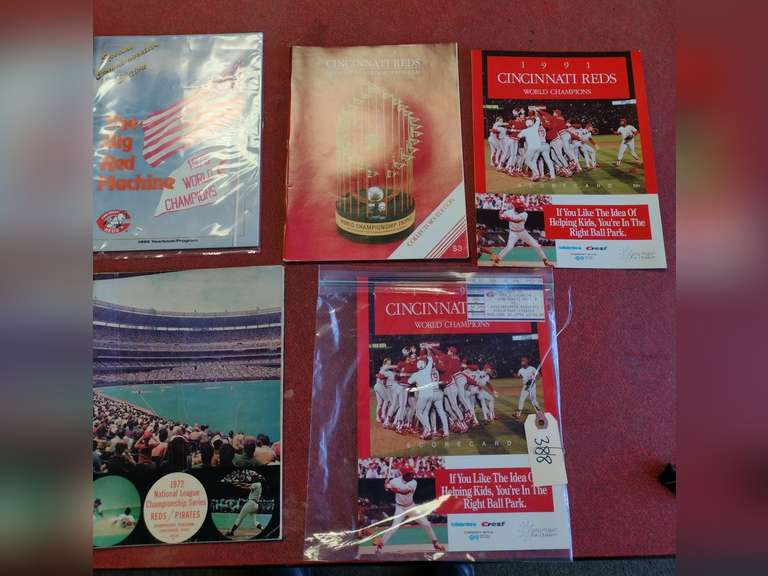 The
Big
Red
Machine
1975
WORLD
CHAMPIONS
CINCINNATI REDS
WORLD CHAMPIONSHIP TROPHY
COLLECTOR'S EDITION
$3
1991
CINCINNATI REDS
WORLD CHAMPIONS
SCORECARD
If You Like The Idea Of
Helping Kids, You're In The
Right Ball Park.
Crest
1972
National League
Championship Series
REDS/PIRATES
CINCINNATI
WORLD CHAMPIONS
SCORECARD
388
If You Like The Idea Of
Helping Kids, You're In The
Right Ball Park.
Crest